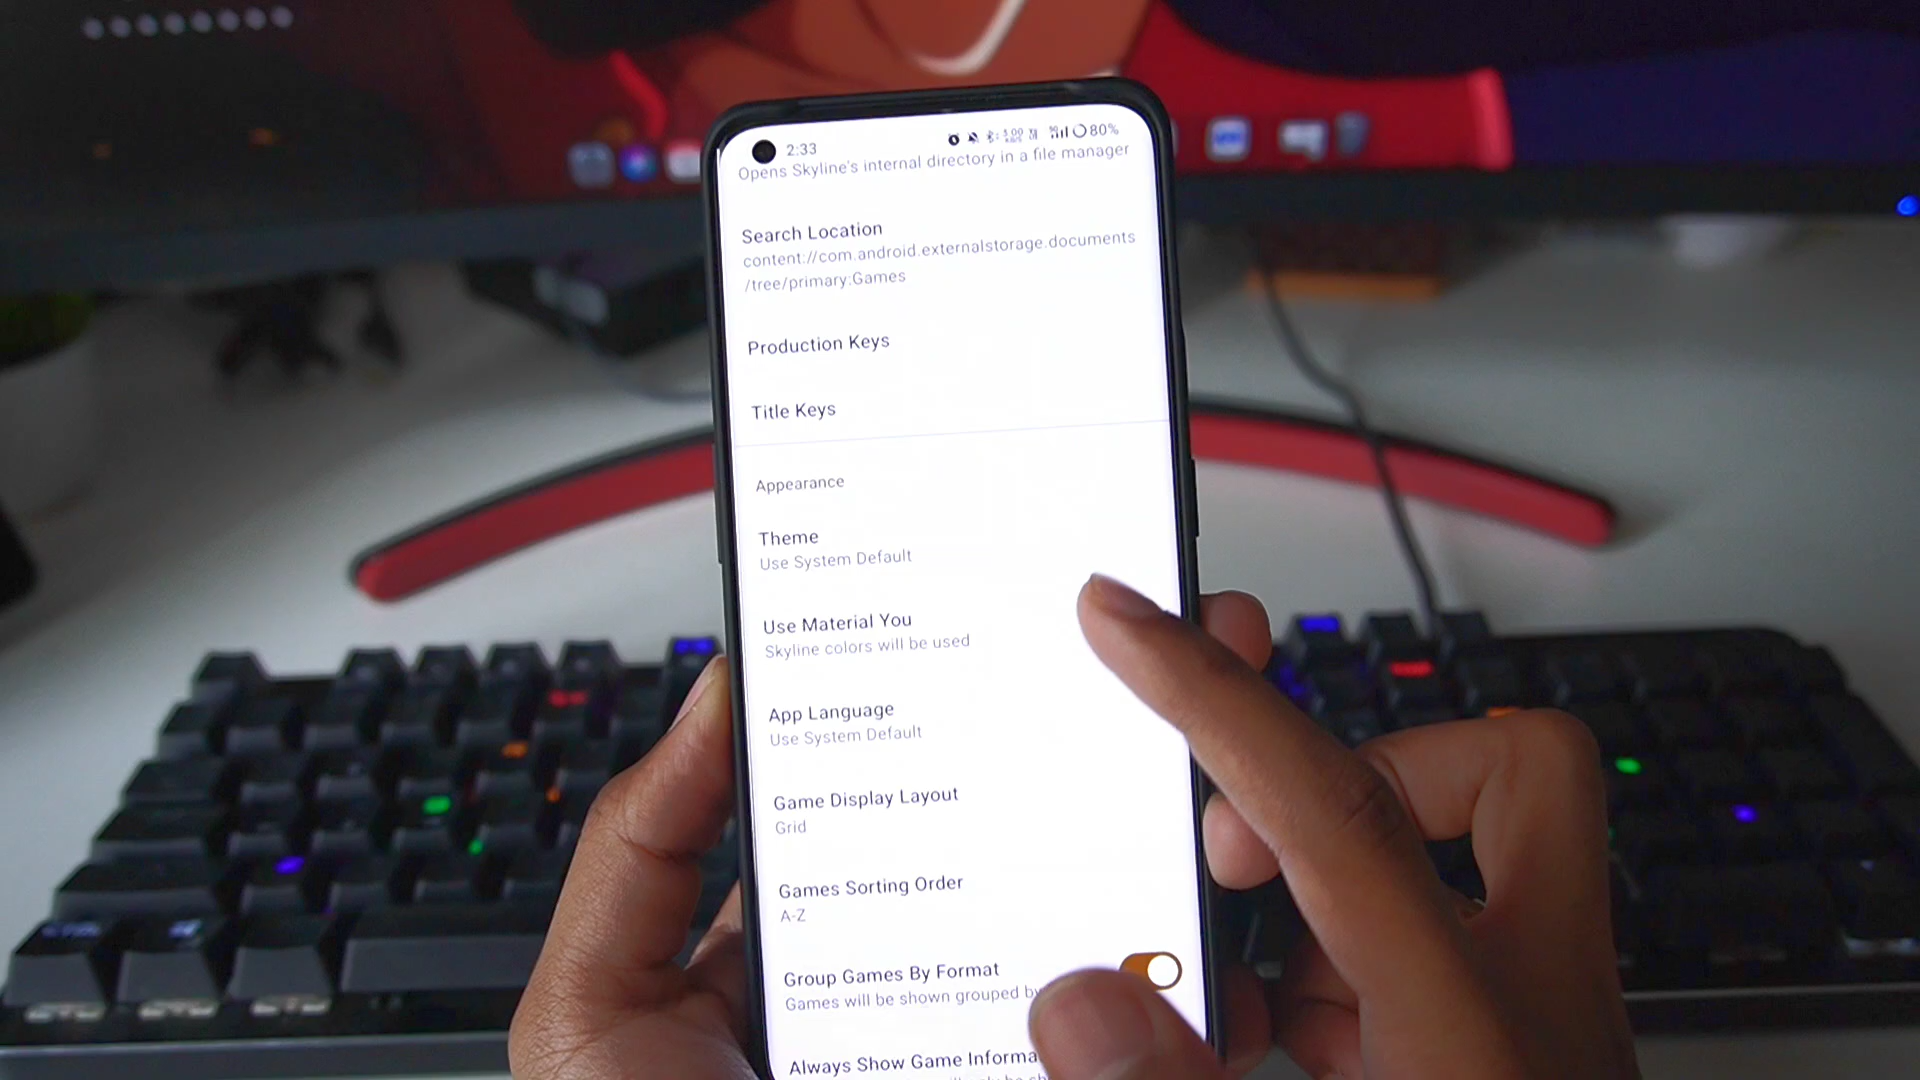 2:33
80%
Opens Skyline's internal directory in a file manager
Search Location
content://com.android.externalstorage.documents
/tree/primary:Games
Production Keys
Title Keys
Appearance
Theme
Use System Default
Use Material You
Skyline colors will be used
App Language
Use System Default
Game Display Layout
Grid
Games Sorting Order
A-Z
Group Games By Format
Games will be shown grouped by
Always Show Game Informa